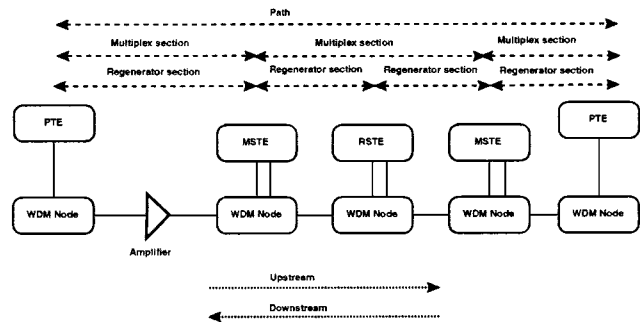 Path
Multiplex section Multiplex section Multiplex section
Regenerator section Regenerator section Regenerator section Regenerator section
PTE MSTE RSTE MSTE PTE
WDM Node WDM Node WDM Node WDM Node WDM Node
Amplifier
Upstream
Downstream